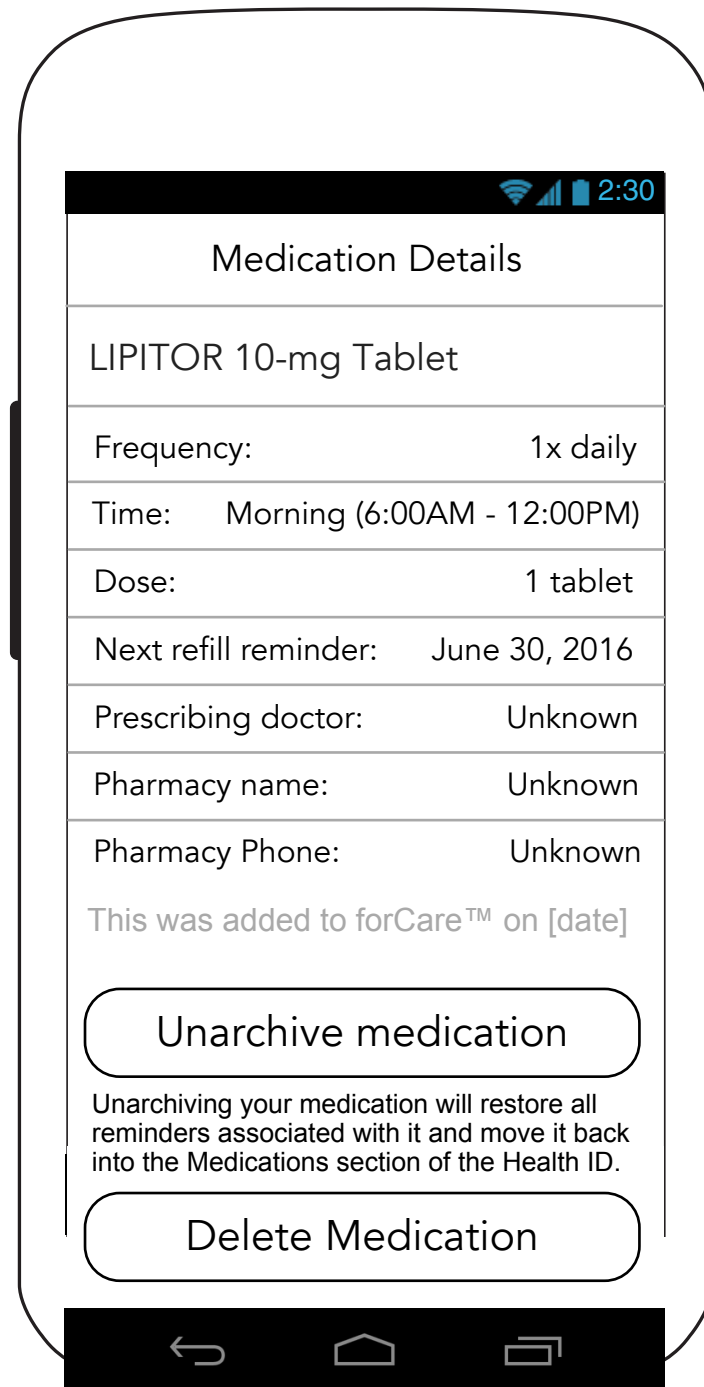 2:30
Medication Details
LIPITOR 10-mg Tablet
Frequency: 1x daily
Time: Morning (6:00AM - 12:00PM)
Dose: 1 tablet
Next refill reminder: June 30, 2016
Prescribing doctor: Unknown
Pharmacy name: Unknown
Pharmacy Phone: Unknown
This was added to forCare™ on [date]
Unarchive medication
Unarchiving your medication will restore all
reminders associated with it and move it back
into the Medications section of the Health ID.
Delete Medication